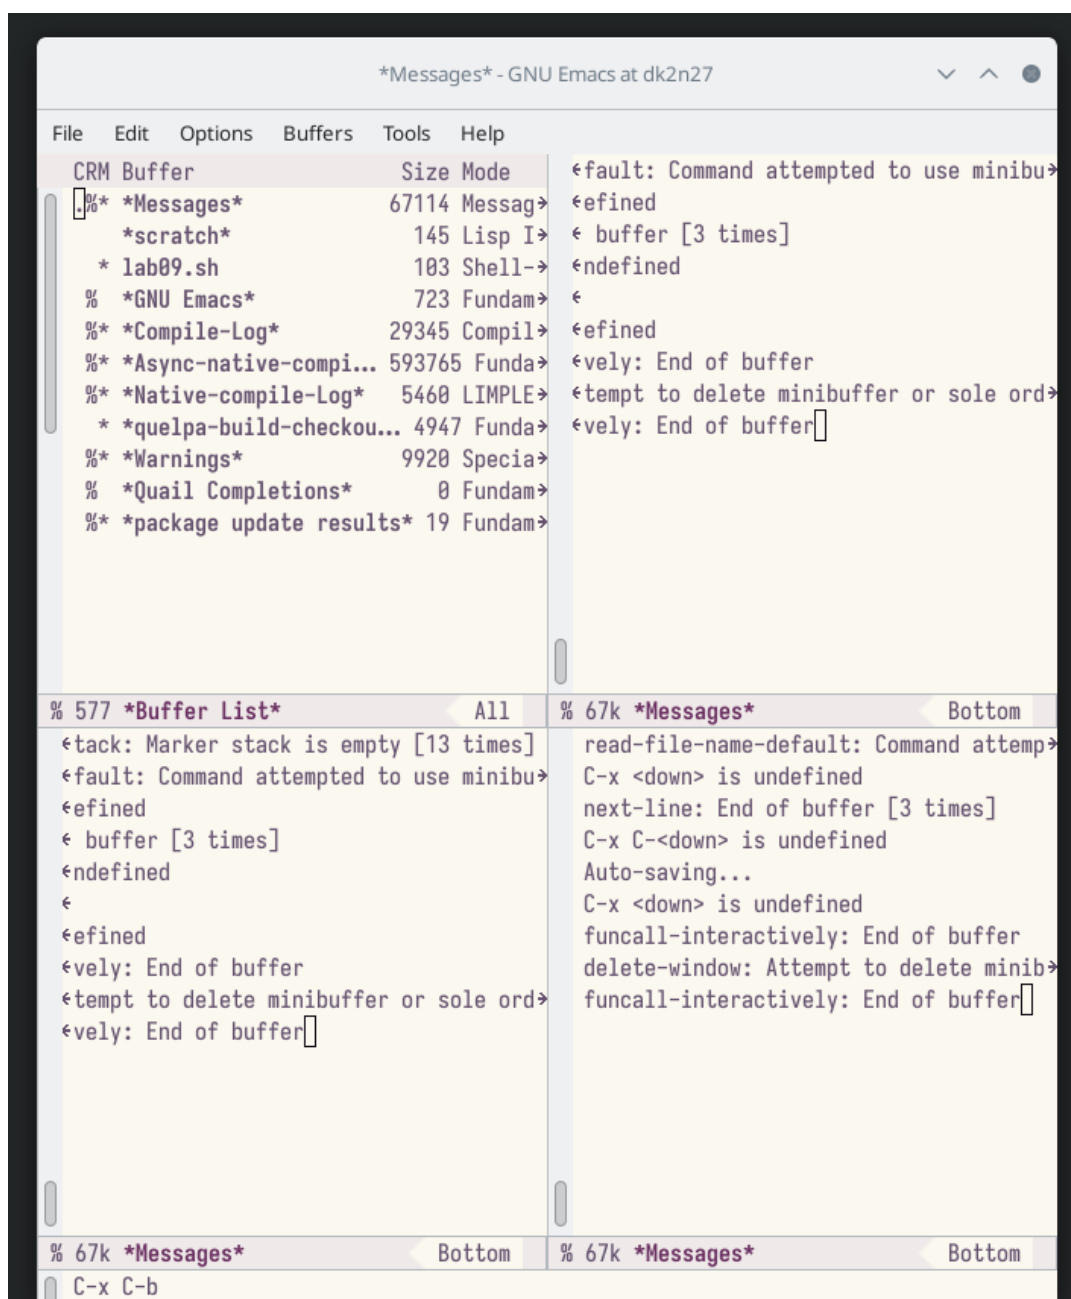 *Messages* - GNU Emacs at dk2n27
File Edit Options Buffers Tools Help
CRM Buffer Size Mode
.%* *Messages* 67114 Messag→
*scratch* 145 Lisp I→
* lab09.sh 103 Shell-→
% *GNU Emacs* 723 Fundam→
%* *Compile-Log* 29345 Compil→
%* *Async-native-compi... 593765 Funda→
%* *Native-compile-Log* 5460 LIMPLE→
* *quelpa-build-checkou... 4947 Funda→
%* *Warnings* 9920 Specia→
% *Quail Completions* 0 Fundam→
%* *package update results* 19 Fundam→
% 577 *Buffer List* All
←fault: Command attempted to use minibu→
←efined
← buffer [3 times]
←ndefined
←
←efined
←vely: End of buffer
←tempt to delete minibuffer or sole ord→
←vely: End of buffer
% 67k *Messages* Bottom
←tack: Marker stack is empty [13 times]
←fault: Command attempted to use minibu→
←efined
← buffer [3 times]
←ndefined
←
←efined
←vely: End of buffer
←tempt to delete minibuffer or sole ord→
←vely: End of buffer
% 67k *Messages* Bottom
read-file-name-default: Command attemp→
C-x <down> is undefined
next-line: End of buffer [3 times]
C-x C-<down> is undefined
Auto-saving...
C-x <down> is undefined
funcall-interactively: End of buffer
delete-window: Attempt to delete minib→
funcall-interactively: End of buffer
% 67k *Messages* Bottom
C-x C-b